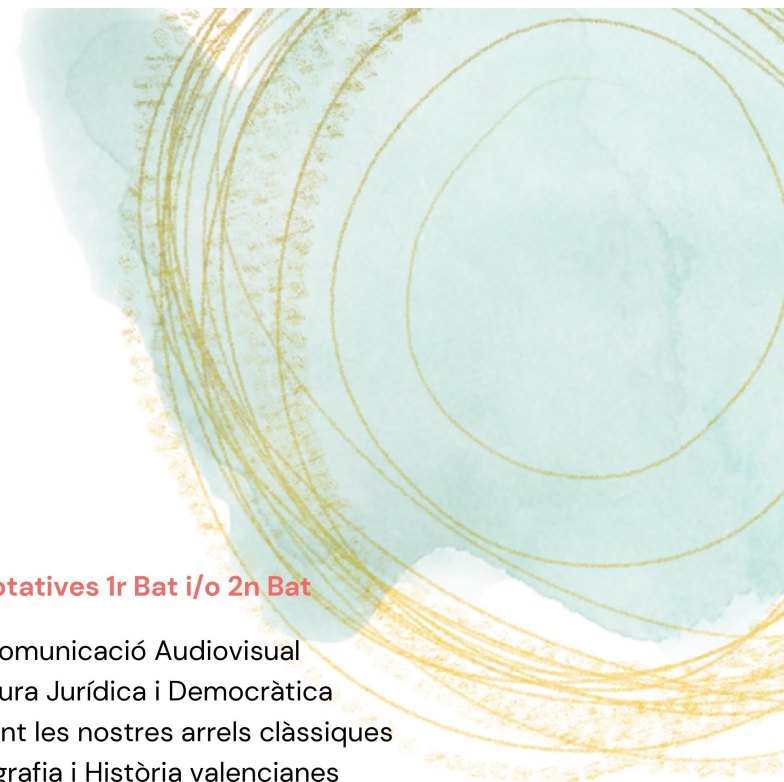 otatives 1r Bat i/o 2n Bat
omunicació Audiovisual
ura Jurídica i Democràtica
nt les nostres arrels clàssiques
grafia i Història valencianes